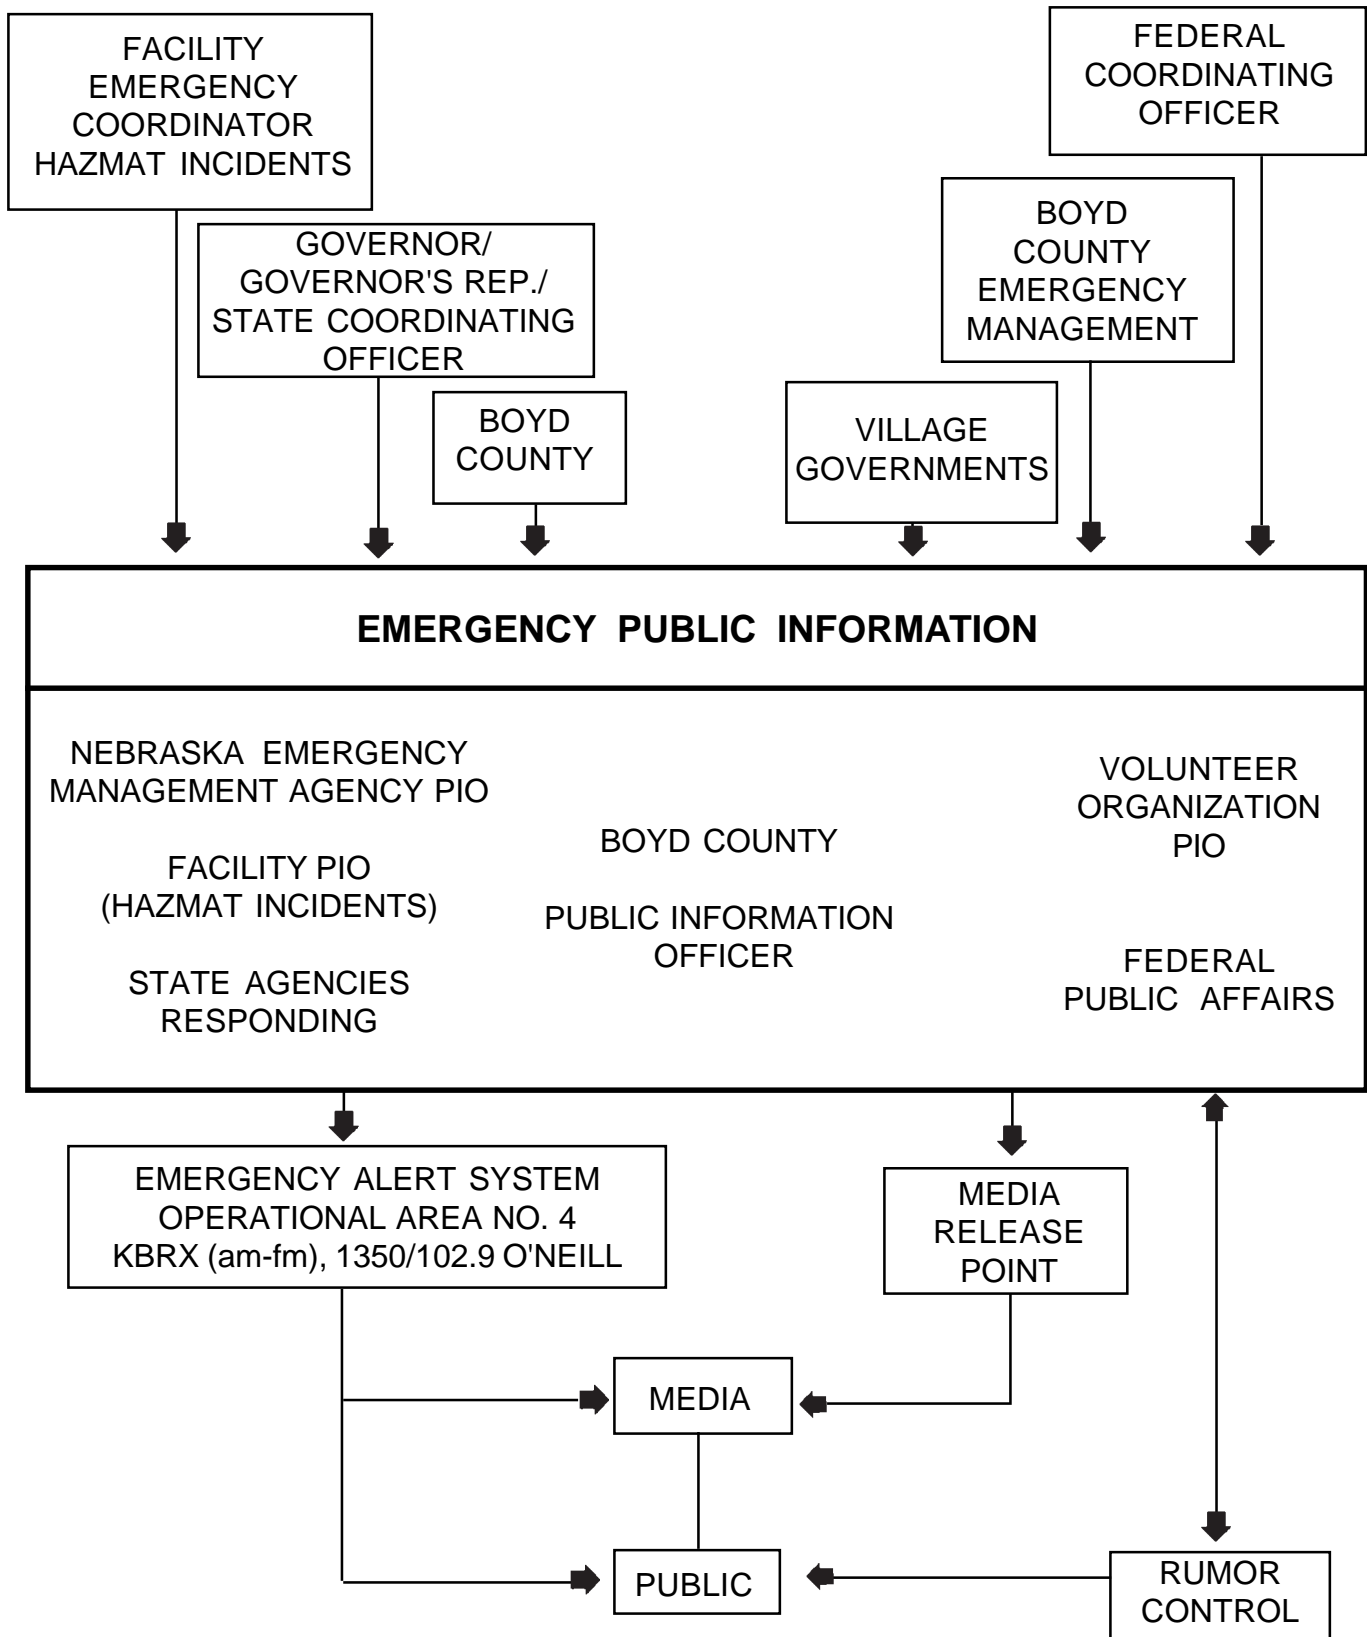 FACILITY
EMERGENCY
COORDINATOR
HAZMAT INCIDENTS
FEDERAL
COORDINATING
OFFICER
GOVERNOR/
GOVERNOR'S REP./
STATE COORDINATING
OFFICER
BOYD
COUNTY
EMERGENCY
MANAGEMENT
BOYD
COUNTY
VILLAGE
GOVERNMENTS
EMERGENCY PUBLIC INFORMATION
NEBRASKA EMERGENCY
MANAGEMENT AGENCY PIO
FACILITY PIO
(HAZMAT INCIDENTS)
STATE AGENCIES
RESPONDING
BOYD COUNTY
PUBLIC INFORMATION
OFFICER
VOLUNTEER
ORGANIZATION
PIO
FEDERAL
PUBLIC AFFAIRS
EMERGENCY ALERT SYSTEM
OPERATIONAL AREA NO. 4
KBRX (am-fm), 1350/102.9 O'NEILL
MEDIA
RELEASE
POINT
MEDIA
PUBLIC
RUMOR
CONTROL